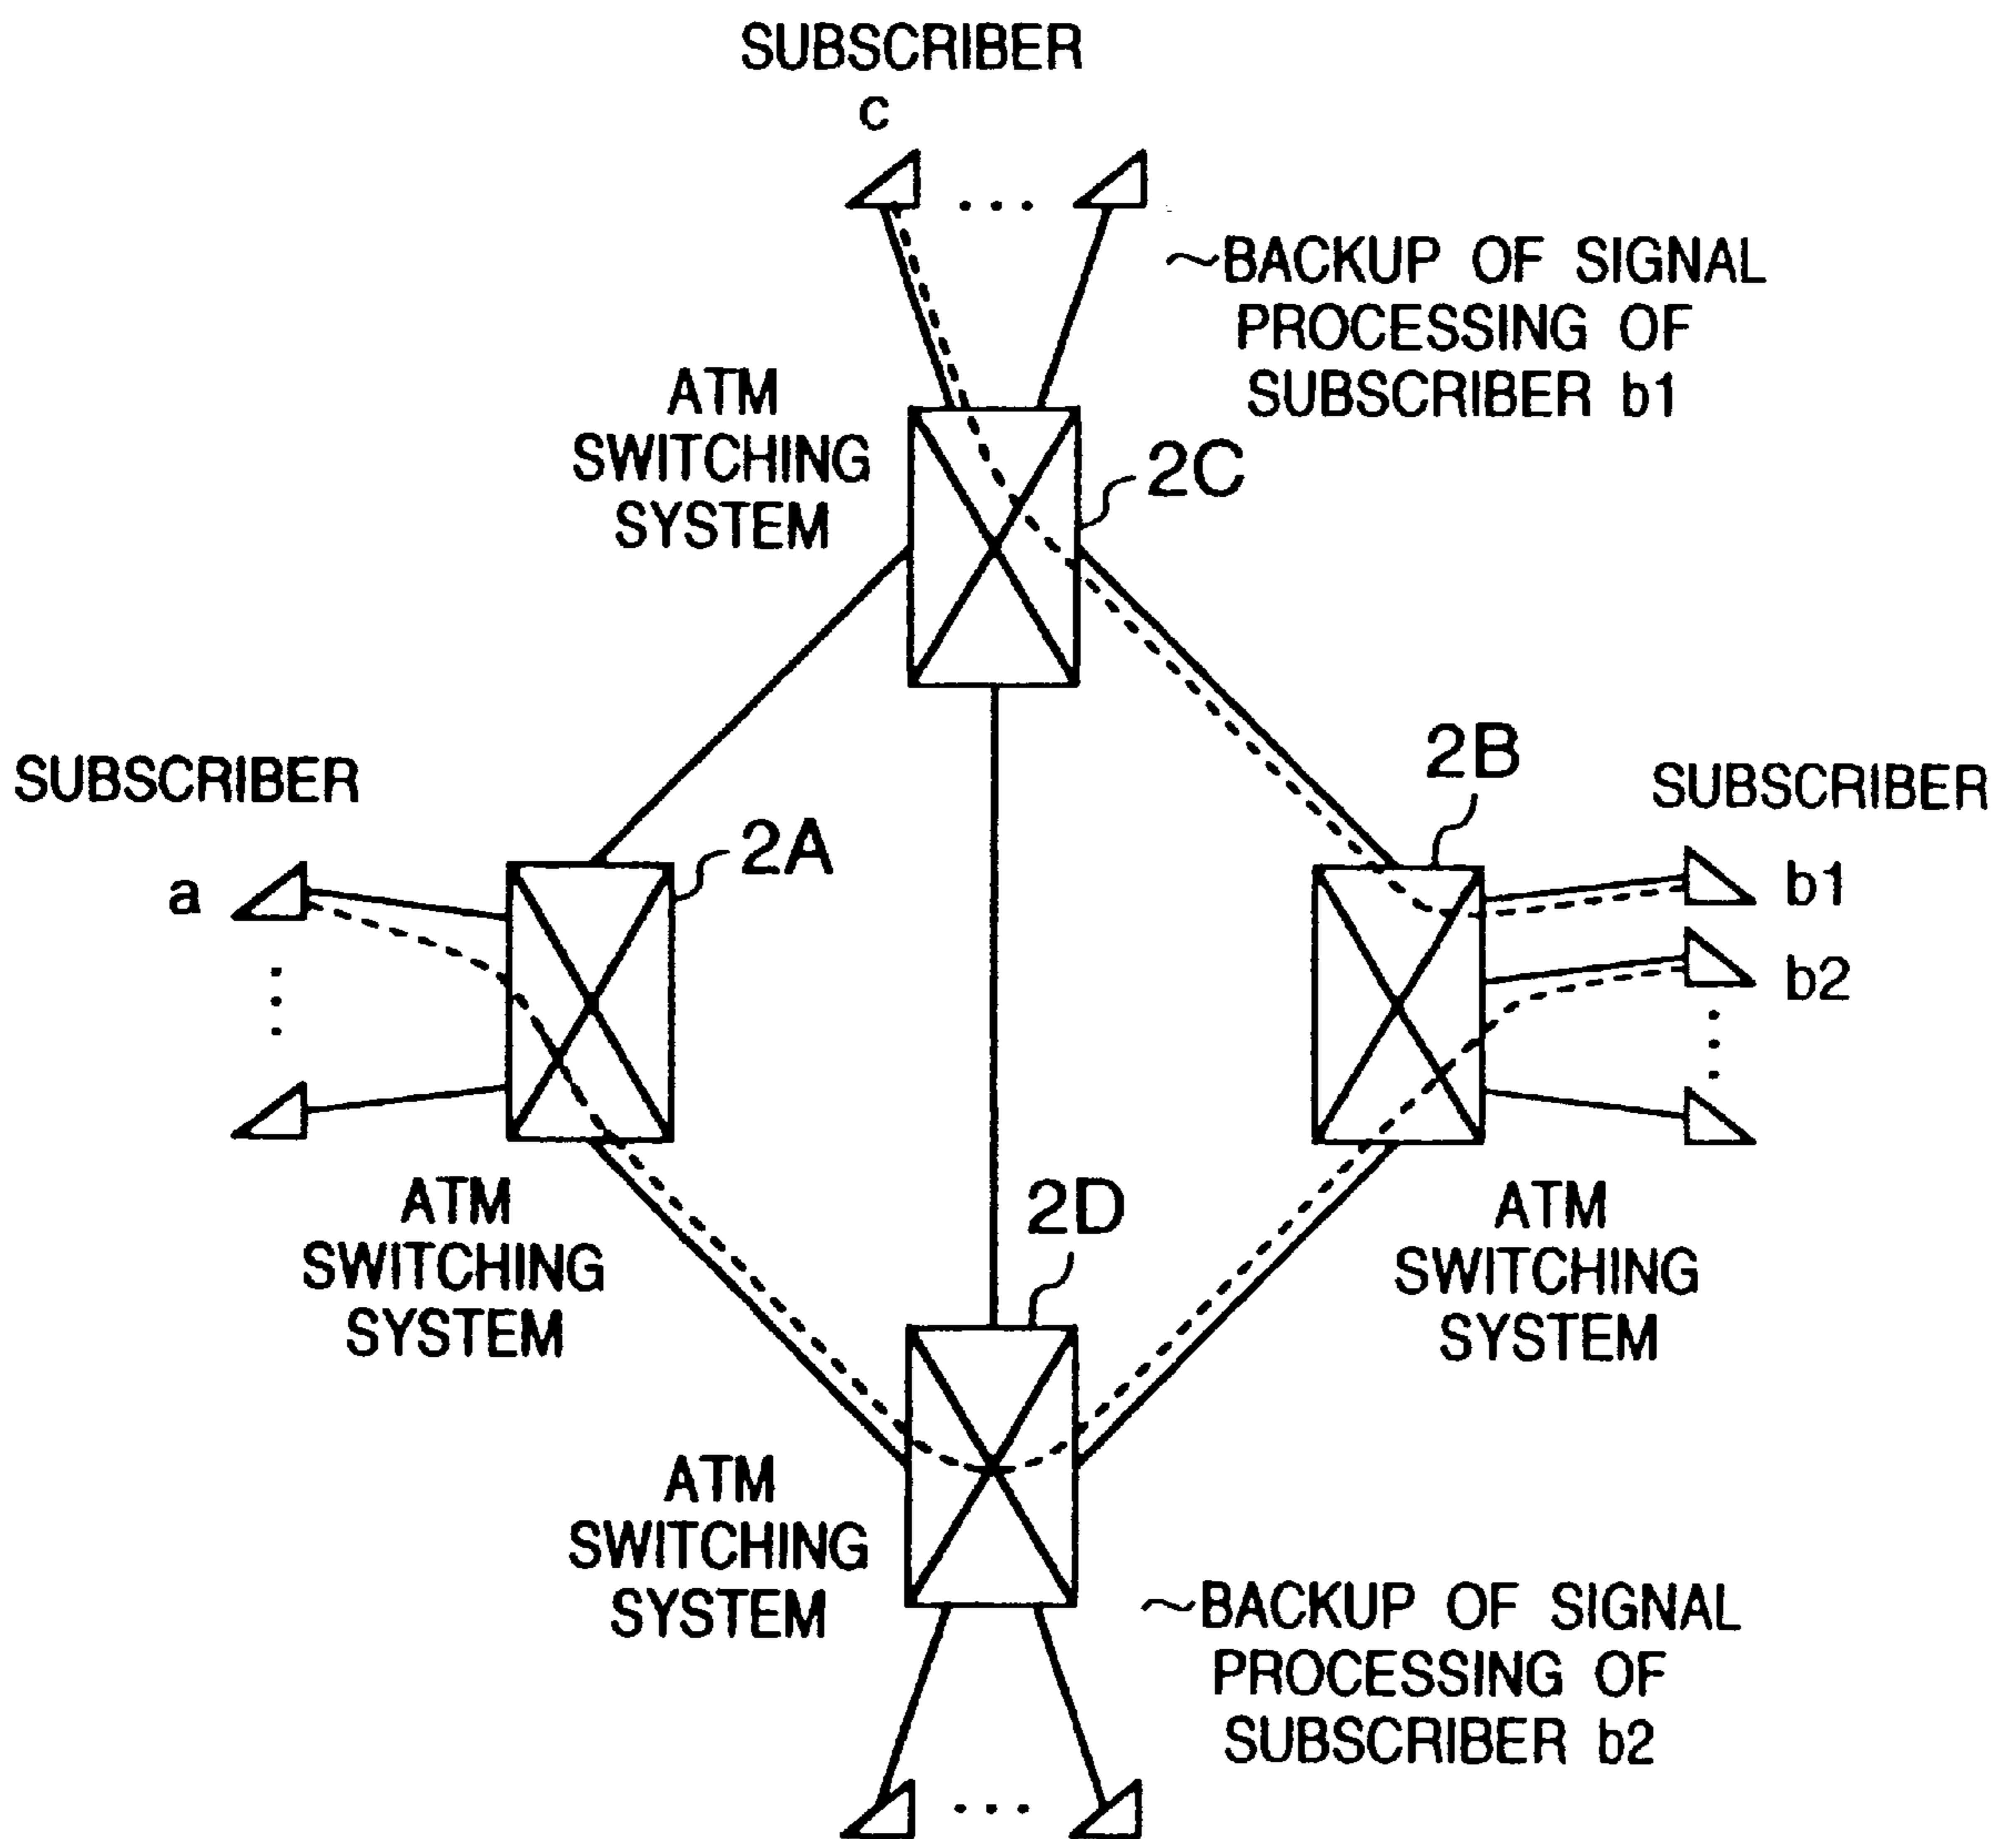 SUBSCRIBER
c
~BACKUP OF SIGNAL
PROCESSING OF
SUBSCRIBER b1
ATM
SWITCHING
SYSTEM
2C
2B
SUBSCRIBER
SUBSCRIBER
2A
a
b1
b2
ATM
SWITCHING
SYSTEM
2D
ATM
SWITCHING
SYSTEM
ATM
SWITCHING
SYSTEM
~BACKUP OF SIGNAL
PROCESSING OF
SUBSCRIBER b2